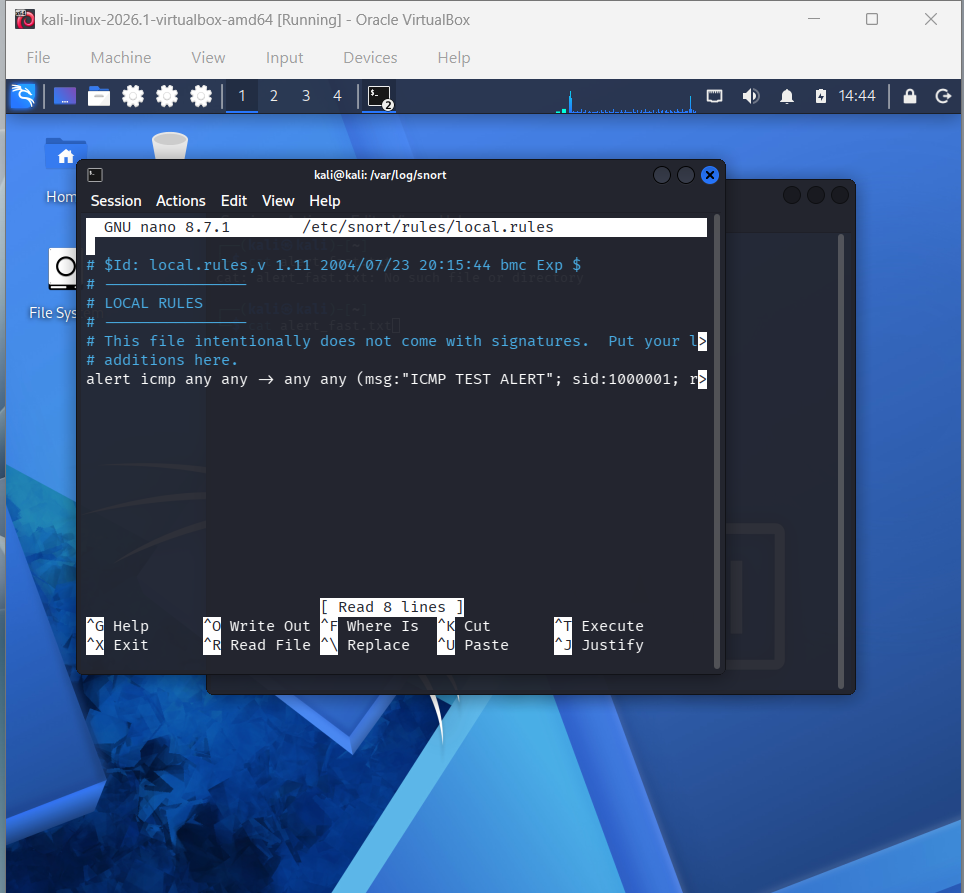 kali-linux-2026.1-virtualbox-amd64 [Running] - Oracle VirtualBox
File Machine View Input Devices Help
1 2 3 4 2 14:44
Home
kali@kali: /var/log/snort
Session Actions Edit View Help
GNU nano 8.7.1 /etc/snort/rules/local.rules
# $Id: local.rules,v 1.11 2004/07/23 20:15:44 bmc Exp $
# ----------------
# LOCAL RULES
# ----------------
File Sys
# This file intentionally does not come with signatures.  Put your l>
# additions here.
alert icmp any any -> any any (msg:"ICMP TEST ALERT"; sid:1000001; r>
alert_fast.txt
[ Read 8 lines ]
^G Help ^O Write Out ^F Where Is ^K Cut ^T Execute
^X Exit ^R Read File ^\ Replace ^U Paste ^J Justify